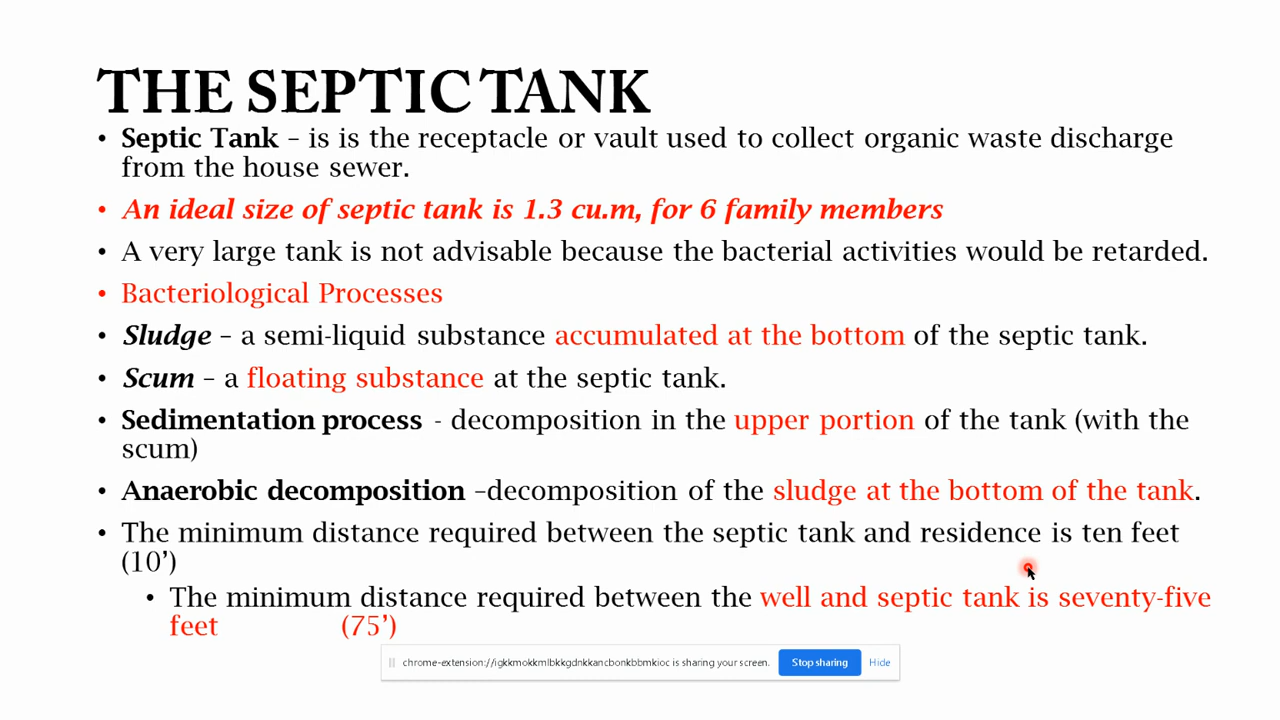 THE SEPTIC TANK
• Septic Tank – is is the receptacle or vault used to collect organic waste discharge
from the house sewer.
• An ideal size of septic tank is 1.3 cu.m, for 6 family members
• A very large tank is not advisable because the bacterial activities would be retarded.
• Bacteriological Processes
• Sludge – a semi-liquid substance accumulated at the bottom of the septic tank.
• Scum – a floating substance at the septic tank.
• Sedimentation process - decomposition in the upper portion of the tank (with the
scum)
• Anaerobic decomposition –decomposition of the sludge at the bottom of the tank.
• The minimum distance required between the septic tank and residence is ten feet
(10’)
• The minimum distance required between the well and septic tank is seventy-five
feet (75’)
chrome-extension://igkkmokkmlbkkgdnkkancbonkbbmkioc is sharing your screen. Stop sharing Hide